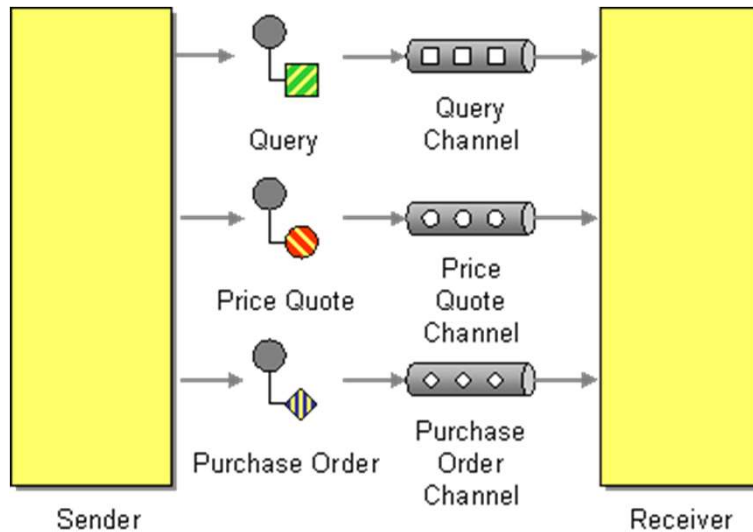 Query
Query
Channel
Price Quote
Price
Quote
Channel
Purchase Order
Purchase
Order
Channel
Sender
Receiver